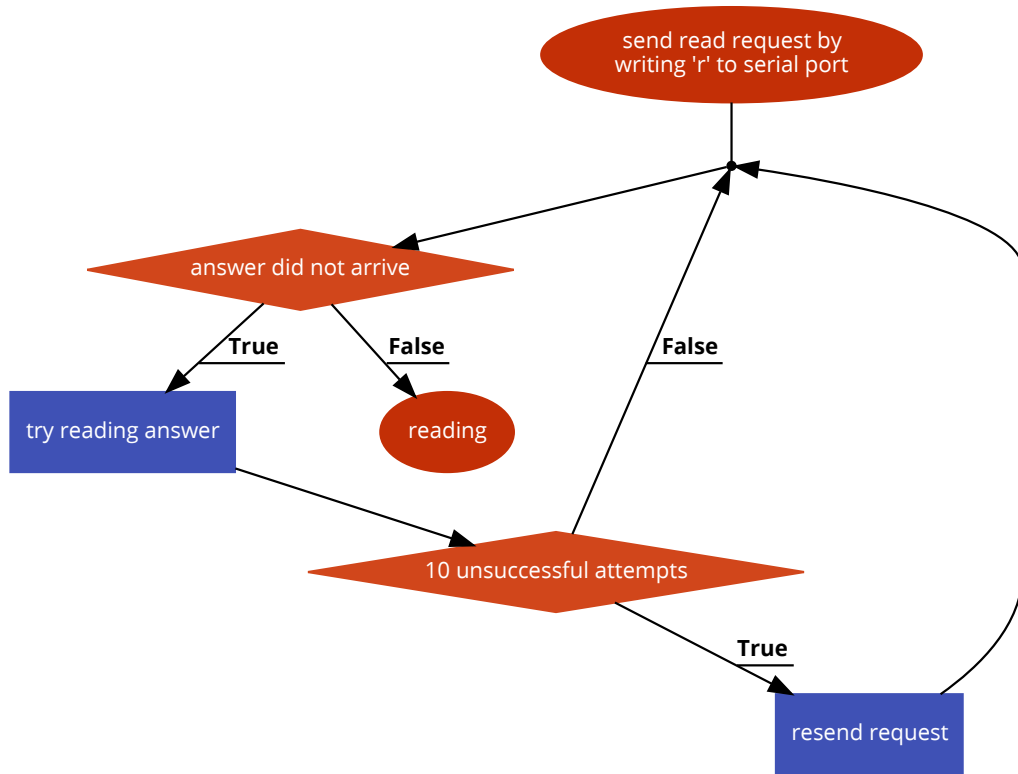 send read request by
writing 'r' to serial port
answer did not arrive
True
False
try reading answer
reading
False
10 unsuccessful attempts
True
resend request